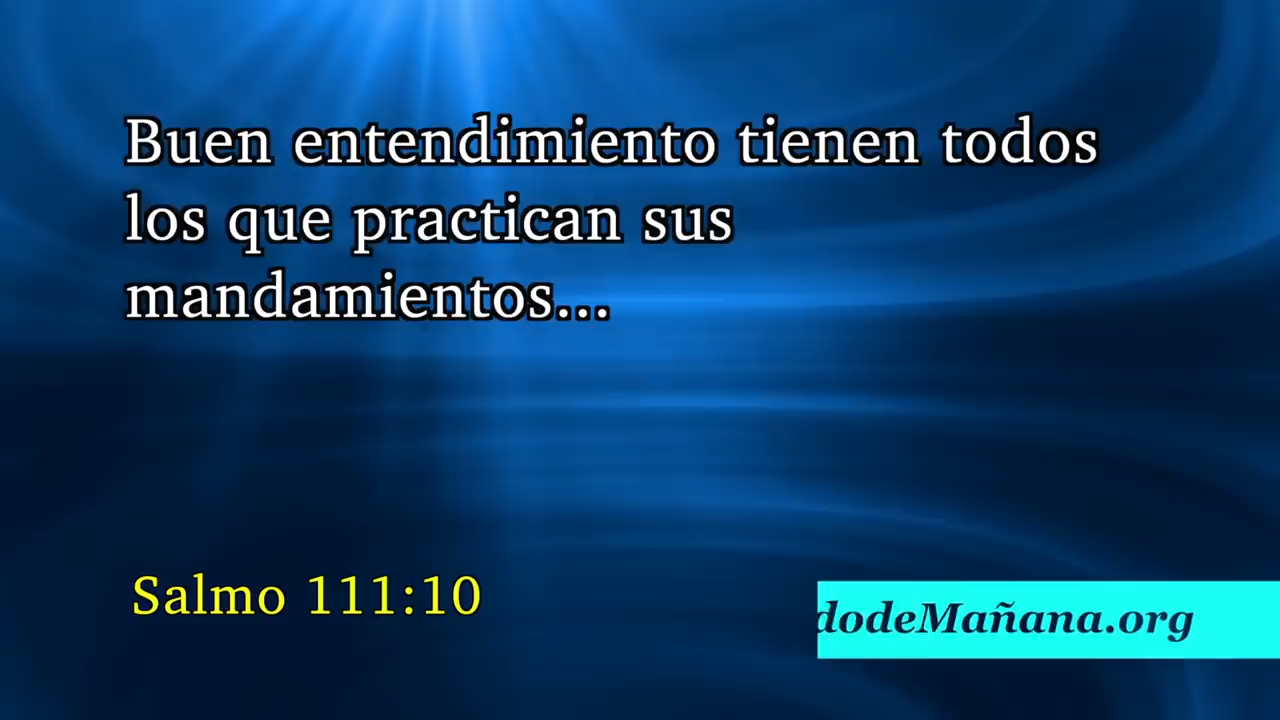 Buen entendimiento tienen todos
los que practican sus
mandamientos...
Salmo 111:10
dodeMañana.org